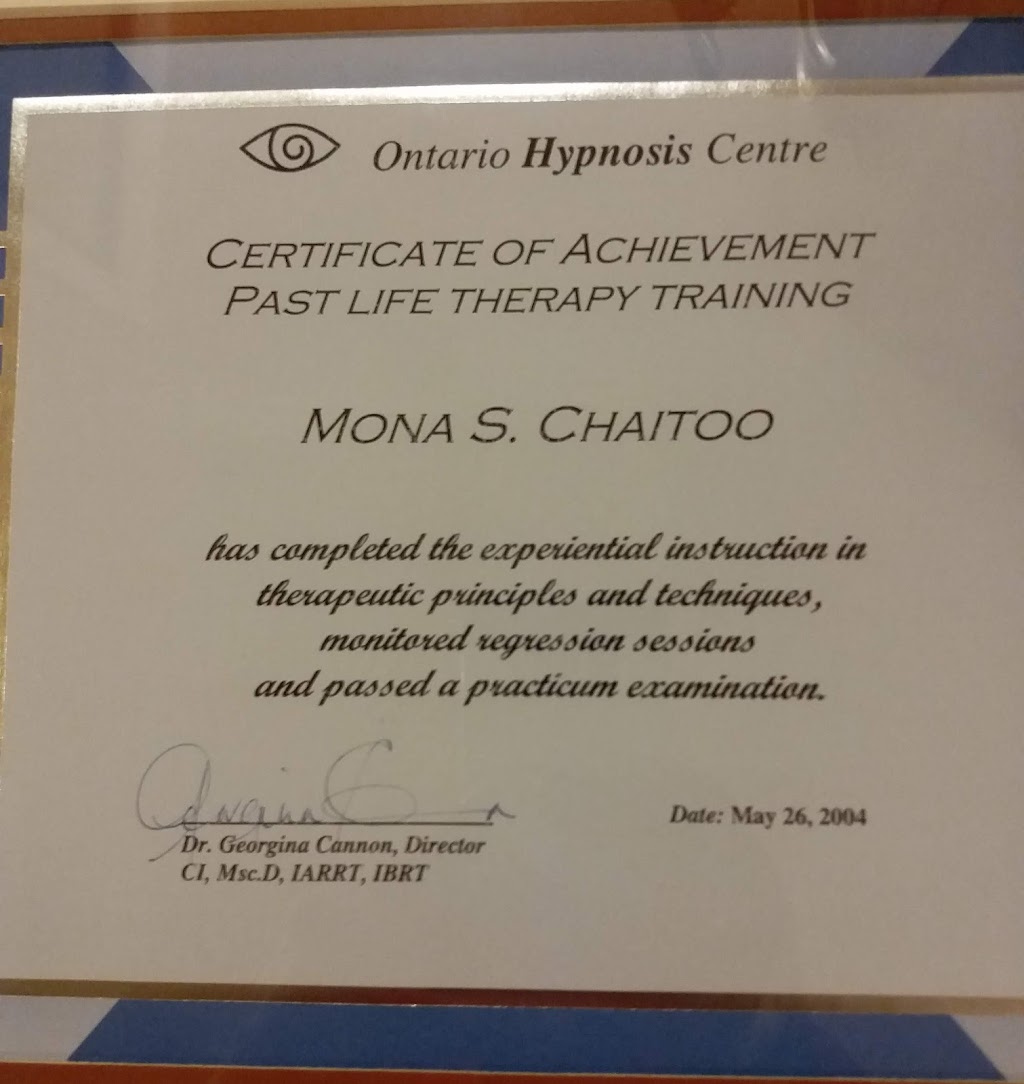 Ontario Hypnosis Centre
CERTIFICATE OF ACHIEVEMENT
PAST LIFE THERAPY TRAINING
MONA S. CHAITOO
has completed the experiential instruction in
therapeutic principles and techniques,
monitored regression sessions
and passed a practicum examination.
Date: May 26, 2004
Dr. Georgina Cannon, Director
CI, Msc.D, IARRT, IBRT